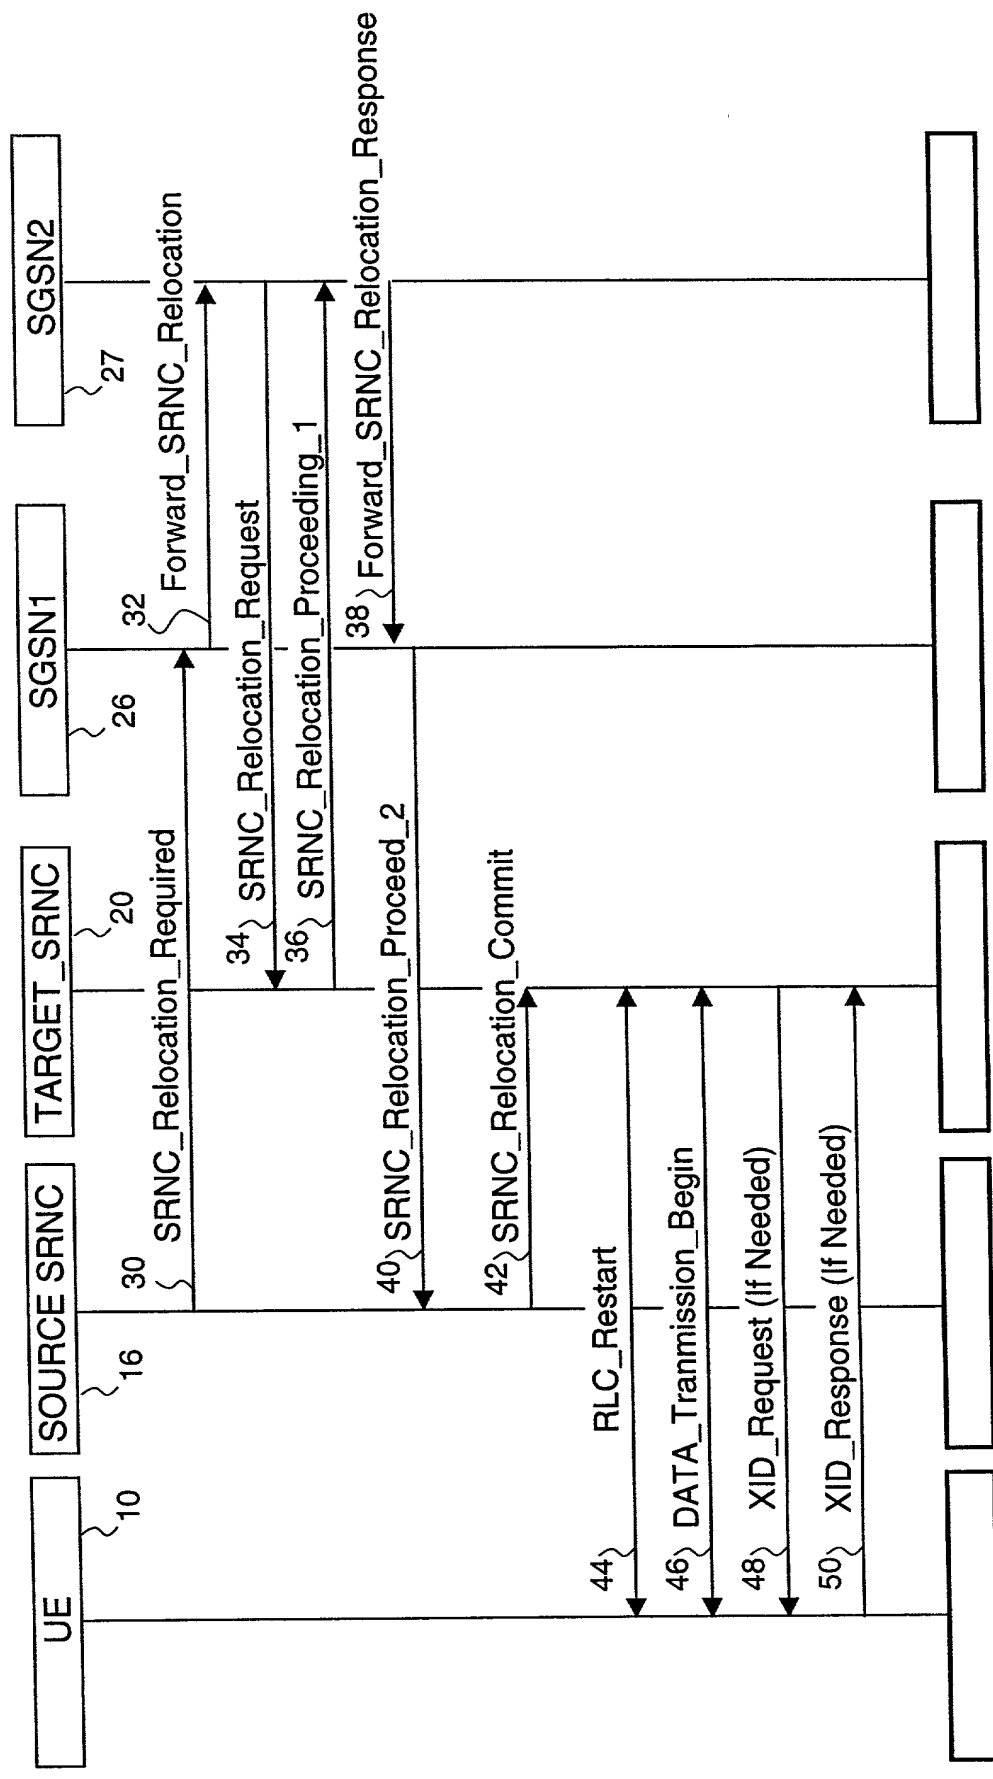 UE
10
SOURCE SRNC
16
TARGET_SRNC
20
SGSN1
26
SGSN2
27
30
SRNC_Relocation_Required
32
Forward_SRNC_Relocation
34
SRNC_Relocation_Request
36
SRNC_Relocation_Proceeding_1
38
Forward_SRNC_Relocation_Response
40
SRNC_Relocation_Proceed_2
42
SRNC_Relocation_Commit
44
RLC_Restart
46
DATA_Tranmission_Begin
48
XID_Request (If Needed)
50
XID_Response (If Needed)